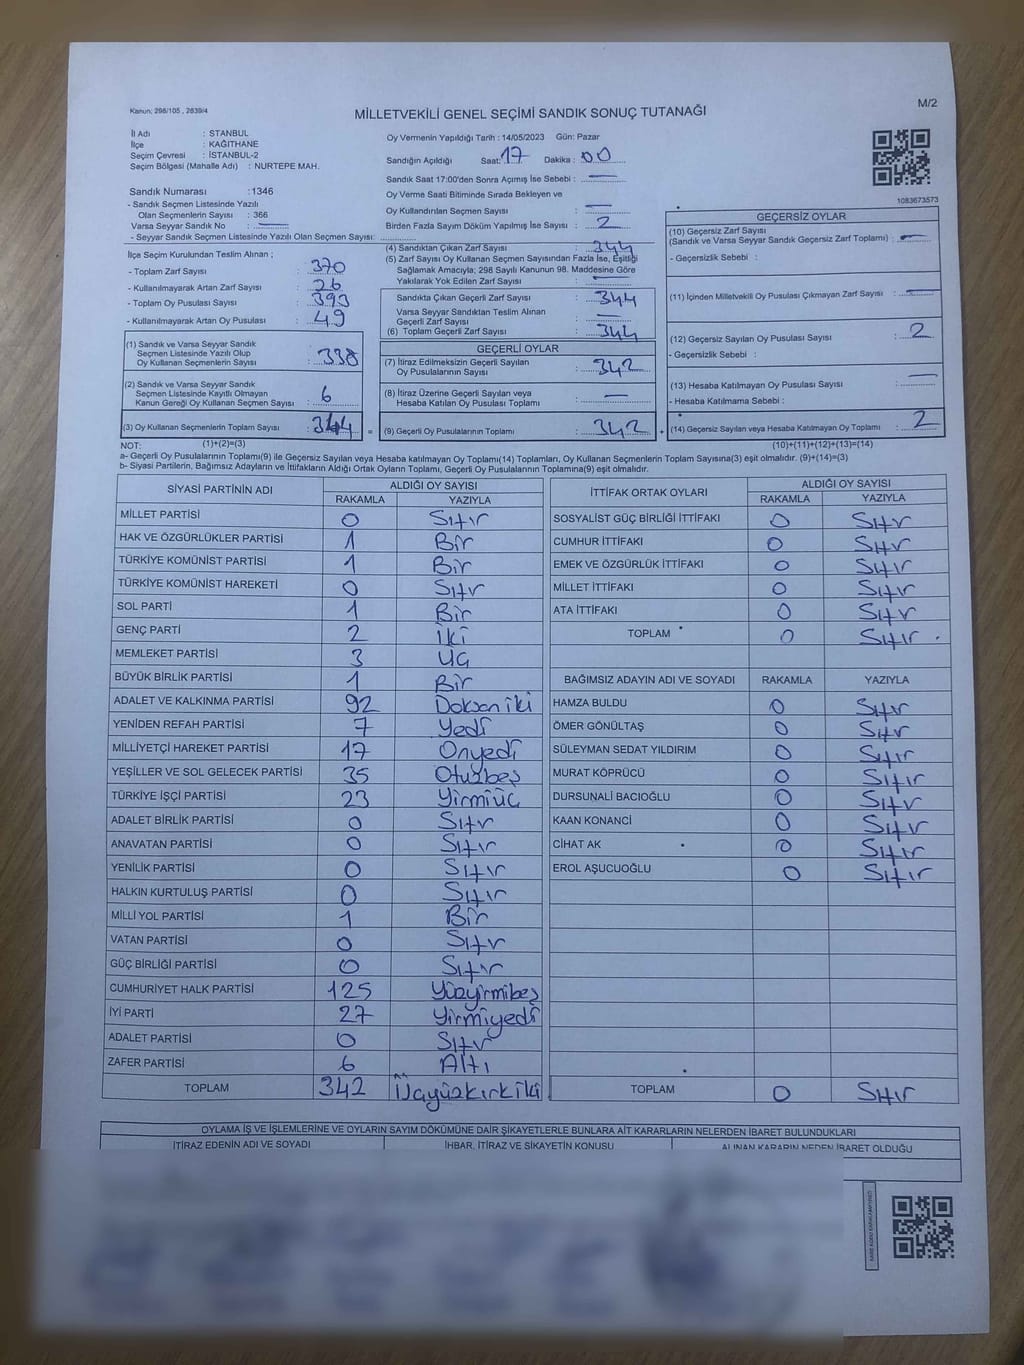 Kanun: 298/105 , 2839/4
M/2
MİLLETVEKİLİ GENEL SEÇİMİ SANDIK SONUÇ TUTANAĞI
İl Adı : İSTANBUL
İlçe : KAĞITHANE
Seçim Çevresi : İSTANBUL-2
Seçim Bölgesi (Mahalle Adı) : NURTEPE MAH.
Oy Vermenin Yapıldığı Tarih : 14/05/2023 Gün: Pazar
Sandığın Açıldığı Saat: 17 Dakika : 00
Sandık Saat 17:00'den Sonra Açımış İse Sebebi : —
Oy Verme Saati Bitiminde Sırada Bekleyen ve
Oy Kullandırılan Seçmen Sayısı : —
Birden Fazla Sayım Döküm Yapılmış İse Sayısı : 2
1083673573
Sandık Numarası : 1346
- Sandık Seçmen Listesinde Yazılı
Olan Seçmenlerin Sayısı : 366
Varsa Seyyar Sandık No : —
- Seyyar Sandık Seçmen Listesinde Yazılı Olan Seçmen Sayısı:
İlçe Seçim Kurulundan Teslim Alınan ;
- Toplam Zarf Sayısı : 370
- Kullanılmayarak Artan Zarf Sayısı : 26
- Toplam Oy Pusulası Sayısı : 393
- Kullanılmayarak Artan Oy Pusulası : 49
(1) Sandık ve Varsa Seyyar Sandık
Seçmen Listesinde Yazılı Olup
Oy Kullanan Seçmenlerin Sayısı : 338
(2) Sandık ve Varsa Seyyar Sandık
Seçmen Listesinde Kayıtlı Olmayan
Kanun Gereği Oy Kullanan Seçmen Sayısı : 6
(3) Oy Kullanan Seçmenlerin Toplam Sayısı : 344 =
(4) Sandıktan Çıkan Zarf Sayısı : 344
(5) Zarf Sayısı Oy Kullanan Seçmen Sayısından Fazla İse, Eşitliği
Sağlamak Amacıyla; 298 Sayılı Kanunun 98. Maddesine Göre
Yakılarak Yok Edilen Zarf Sayısı : —
Sandıkta Çıkan Geçerli Zarf Sayısı : 344
Varsa Seyyar Sandıktan Teslim Alınan
Geçerli Zarf Sayısı : —
(6) Toplam Geçerli Zarf Sayısı : 344
GEÇERLİ OYLAR
(7) İtiraz Edilmeksizin Geçerli Sayılan
Oy Pusulalarının Sayısı : 342
(8) İtiraz Üzerine Geçerli Sayılan veya
Hesaba Katılan Oy Pusulası Toplamı : —
(9) Geçerli Oy Pusulalarının Toplamı : 342 +
GEÇERSİZ OYLAR
(10) Geçersiz Zarf Sayısı
(Sandık ve Varsa Seyyar Sandık Geçersiz Zarf Toplamı) : —
- Geçersizlik Sebebi :
(11) İçinden Milletvekili Oy Pusulası Çıkmayan Zarf Sayısı : —
(12) Geçersiz Sayılan Oy Pusulası Sayısı : 2
- Geçersizlik Sebebi :
(13) Hesaba Katılmayan Oy Pusulası Sayısı : —
- Hesaba Katılmama Sebebi :
(14) Geçersiz Sayılan veya Hesaba Katılmayan Oy Toplamı : 2
NOT: (1)+(2)=(3)
(10)+(11)+(12)+(13)=(14)
a- Geçerli Oy Pusulalarının Toplamı(9) ile Geçersiz Sayılan veya Hesaba katılmayan Oy Toplamı(14) Toplamları, Oy Kullanan Seçmenlerin Toplam Sayısına(3) eşit olmalıdır. (9)+(14)=(3)
b- Siyasi Partilerin, Bağımsız Adayların ve İttifakların Aldığı Ortak Oyların Toplamı, Geçerli Oy Pusulalarının Toplamına(9) eşit olmalıdır.
SİYASİ PARTİNİN ADI ALDIĞI OY SAYISI
RAKAMLA YAZIYLA
MİLLET PARTİSİ 0 Sıfır
HAK VE ÖZGÜRLÜKLER PARTİSİ 1 Bir
TÜRKİYE KOMÜNİST PARTİSİ 1 Bir
TÜRKİYE KOMÜNİST HAREKETİ 0 Sıfır
SOL PARTİ 1 Bir
GENÇ PARTİ 2 İki
MEMLEKET PARTİSİ 3 Üç
BÜYÜK BİRLİK PARTİSİ 1 Bir
ADALET VE KALKINMA PARTİSİ 92 Doksan iki
YENİDEN REFAH PARTİSİ 7 Yedi
MİLLİYETÇİ HAREKET PARTİSİ 17 Onyedi
YEŞİLLER VE SOL GELECEK PARTİSİ 35 Otuzbeş
TÜRKİYE İŞÇİ PARTİSİ 23 Yirmiüç
ADALET BİRLİK PARTİSİ 0 Sıfır
ANAVATAN PARTİSİ 0 Sıfır
YENİLİK PARTİSİ 0 Sıfır
HALKIN KURTULUŞ PARTİSİ 0 Sıfır
MİLLİ YOL PARTİSİ 1 Bir
VATAN PARTİSİ 0 Sıfır
GÜÇ BİRLİĞİ PARTİSİ 0 Sıfır
CUMHURİYET HALK PARTİSİ 125 Yüzyirmibeş
İYİ PARTİ 27 Yirmiyedi
ADALET PARTİSİ 0 Sıfır
ZAFER PARTİSİ 6 Altı
TOPLAM 342 Üçyüzkırkiki
İTTİFAK ORTAK OYLARI ALDIĞI OY SAYISI
RAKAMLA YAZIYLA
SOSYALİST GÜÇ BİRLİĞİ İTTİFAKI 0 Sıfır
CUMHUR İTTİFAKI 0 Sıfır
EMEK VE ÖZGÜRLÜK İTTİFAKI 0 Sıfır
MİLLET İTTİFAKI 0 Sıfır
ATA İTTİFAKI 0 Sıfır
TOPLAM 0 Sıfır
BAĞIMSIZ ADAYIN ADI VE SOYADI RAKAMLA YAZIYLA
HAMZA BULDU 0 Sıfır
ÖMER GÖNÜLTAŞ 0 Sıfır
SÜLEYMAN SEDAT YILDIRIM 0 Sıfır
MURAT KÖPRÜCÜ 0 Sıfır
DURSUNALİ BACIOĞLU 0 Sıfır
KAAN KONANCİ 0 Sıfır
CİHAT AK 0 Sıfır
EROL AŞUCUOĞLU 0 Sıfır
TOPLAM 0 Sıfır
OYLAMA İŞ VE İŞLEMLERİNE VE OYLARIN SAYIM DÖKÜMÜNE DAİR ŞİKAYETLERLE BUNLARA AİT KARARLARIN NELERDEN İBARET BULUNDUKLARI
İTİRAZ EDENİN ADI VE SOYADI İHBAR, İTİRAZ VE ŞİKAYETİN KONUSU ALINAN KARARIN NEDEN İBARET OLDUĞU